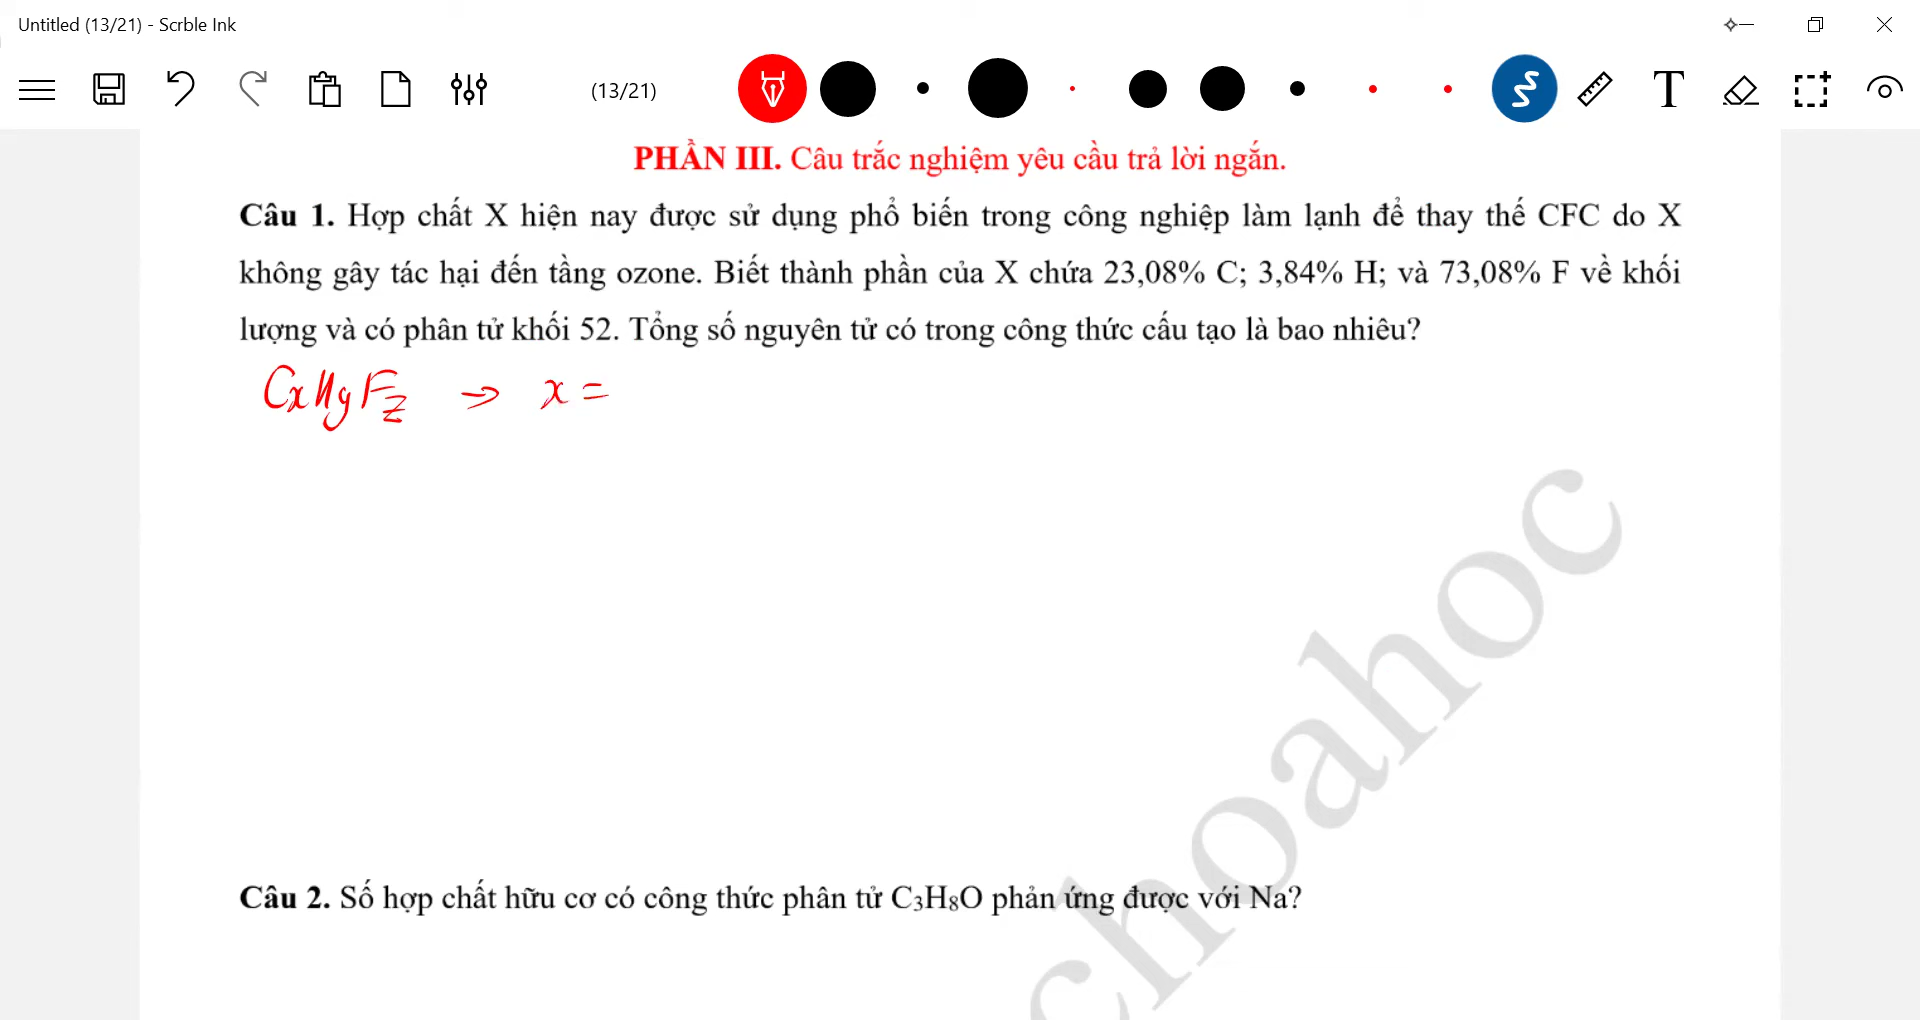 Untitled (13/21) - Scrble Ink
(13/21)
T
PHẦN III. Câu trắc nghiệm yêu cầu trả lời ngắn.
Câu 1. Hợp chất X hiện nay được sử dụng phổ biến trong công nghiệp làm lạnh để thay thế CFC do X
không gây tác hại đến tầng ozone. Biết thành phần của X chứa 23,08% C; 3,84% H; và 73,08% F về khối
lượng và có phân tử khối 52. Tổng số nguyên tử có trong công thức cấu tạo là bao nhiêu?
CxHyFz → x =
choahoc
Câu 2. Số hợp chất hữu cơ có công thức phân tử C₃H₈O phản ứng được với Na?